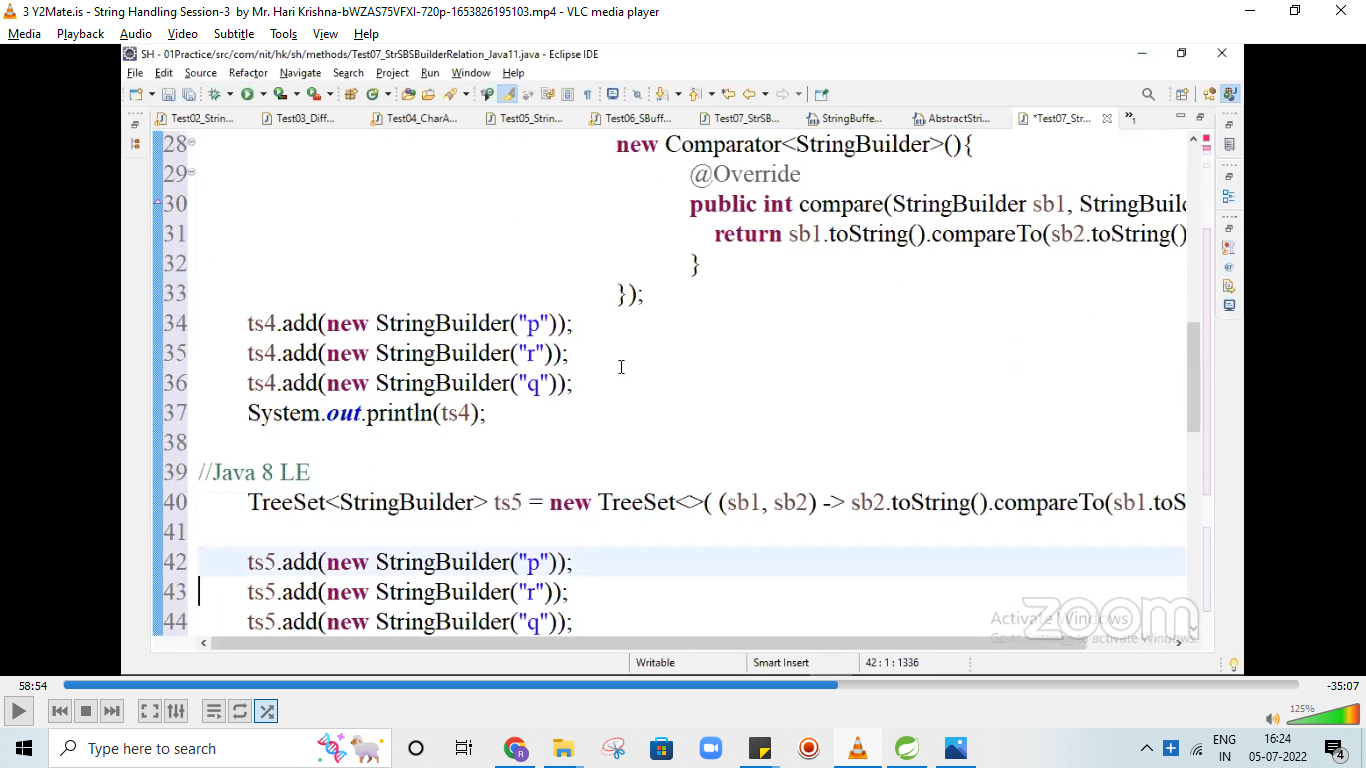 3 Y2Mate.is - String Handling Session-3 by Mr. Hari Krishna-bWZAS75VFXI-720p-1653826195103.mp4 - VLC media player
Media Playback Audio Video Subtitle Tools View Help
SH - 01Practice/src/com/nit/hk/sh/methods/Test07_StrSBSBuilderRelation_Java11.java - Eclipse IDE
File Edit Source Refactor Navigate Search Project Run Window Help
Test02_Strin... Test03_Diff... Test04_CharA... Test05_Strin... Test06_SBuff... Test07_StrSB... StringBuffe... AbstractStri... *Test07_Str... »1
28 new Comparator<StringBuilder>(){
29 @Override
30 public int compare(StringBuilder sb1, StringBuild
31 return sb1.toString().compareTo(sb2.toString()
32 }
33 });
34 ts4.add(new StringBuilder("p"));
35 ts4.add(new StringBuilder("r"));
36 ts4.add(new StringBuilder("q"));
37 System.out.println(ts4);
38
39 //Java 8 LE
40 TreeSet<StringBuilder> ts5 = new TreeSet<>( (sb1, sb2) -> sb2.toString().compareTo(sb1.toS
41
42 ts5.add(new StringBuilder("p"));
43 ts5.add(new StringBuilder("r"));
44 ts5.add(new StringBuilder("q"));
zoom
Activate Windows
Go to activate Windows.
Writable Smart Insert 42 : 1 : 1336
58:54 -35:07
125%
Type here to search
ENG 16:24
IN 05-07-2022
4